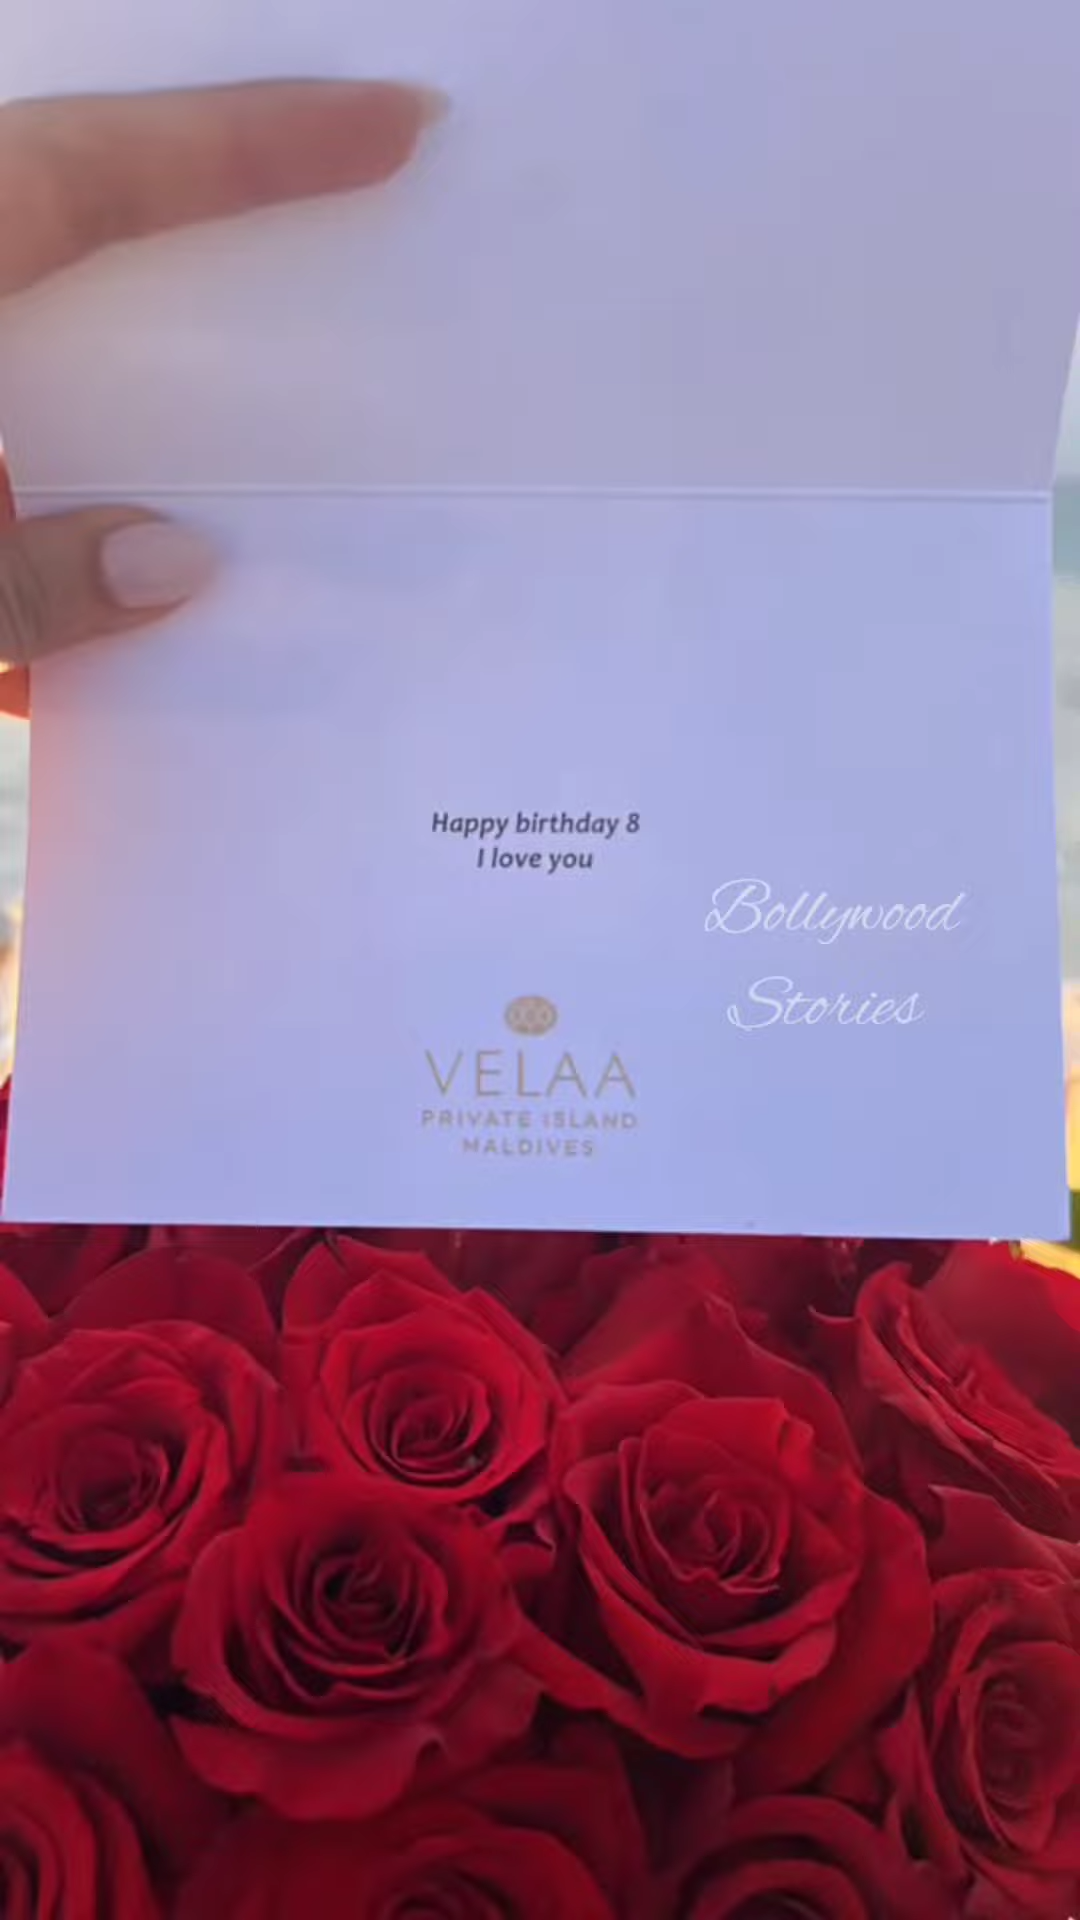 Happy birthday 8
I love you
Bollywood
Stories
VELAA
PRIVATE ISLAND
MALDIVES